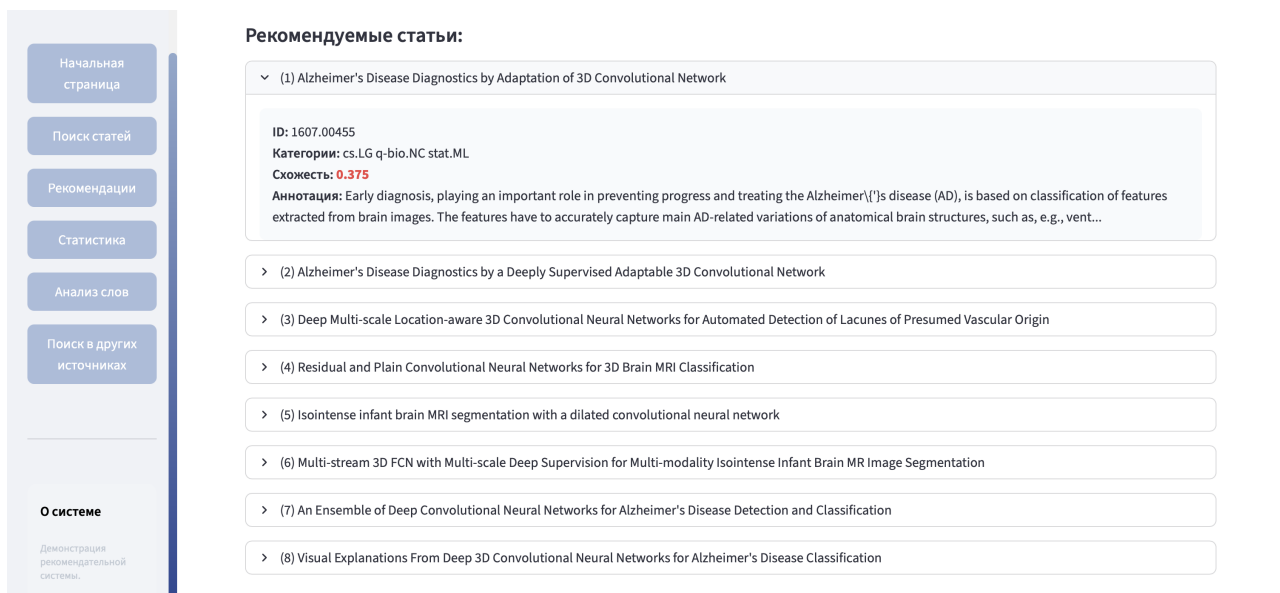 Начальная
страница
Поиск статей
Рекомендации
Статистика
Анализ слов
Поиск в других
источниках
О системе
Демонстрация
рекомендательной
системы.
Рекомендуемые статьи:
(1) Alzheimer's Disease Diagnostics by Adaptation of 3D Convolutional Network
ID: 1607.00455
Категории: cs.LG q-bio.NC stat.ML
Схожесть: 0.375
Аннотация: Early diagnosis, playing an important role in preventing progress and treating the Alzheimer\{'}s disease (AD), is based on classification of features
extracted from brain images. The features have to accurately capture main AD-related variations of anatomical brain structures, such as, e.g., vent...
(2) Alzheimer's Disease Diagnostics by a Deeply Supervised Adaptable 3D Convolutional Network
(3) Deep Multi-scale Location-aware 3D Convolutional Neural Networks for Automated Detection of Lacunes of Presumed Vascular Origin
(4) Residual and Plain Convolutional Neural Networks for 3D Brain MRI Classification
(5) Isointense infant brain MRI segmentation with a dilated convolutional neural network
(6) Multi-stream 3D FCN with Multi-scale Deep Supervision for Multi-modality Isointense Infant Brain MR Image Segmentation
(7) An Ensemble of Deep Convolutional Neural Networks for Alzheimer's Disease Detection and Classification
(8) Visual Explanations From Deep 3D Convolutional Neural Networks for Alzheimer's Disease Classification